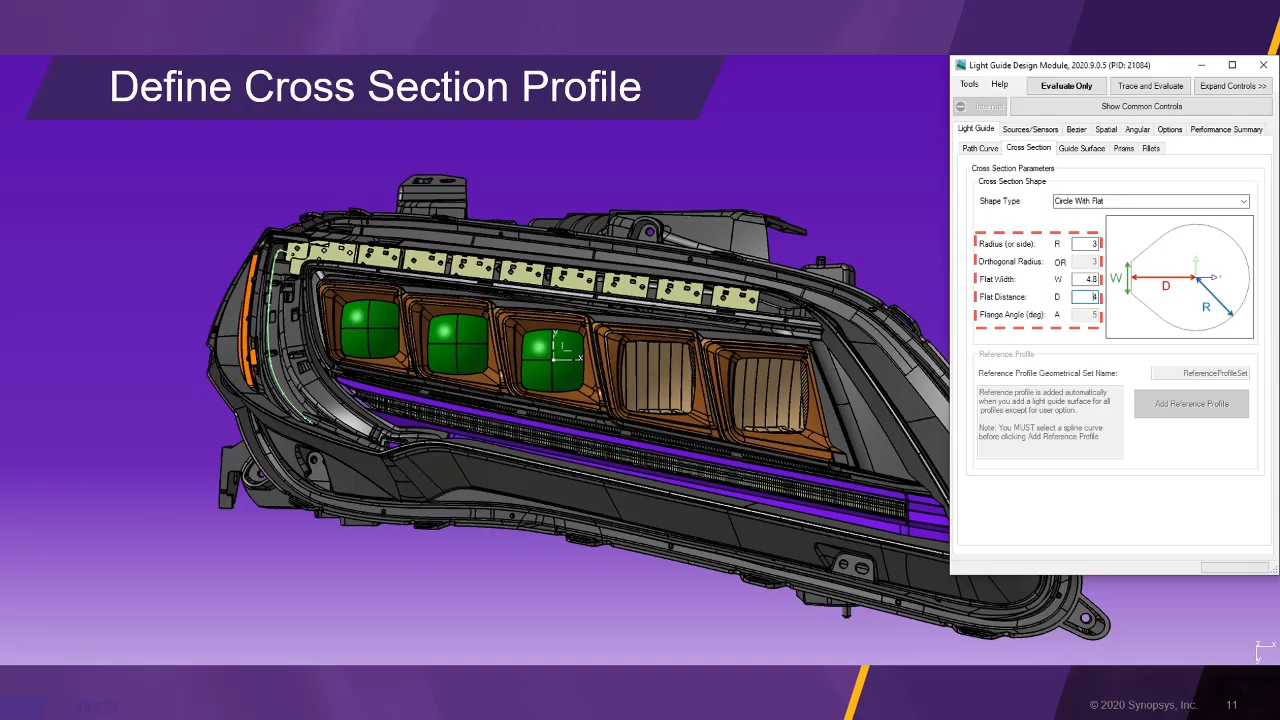 Define Cross Section Profile
Light Guide Design Module, 2020.9.0.5 (PID: 21084)
Tools Help Evaluate Only Trace and Evaluate Expand Controls >>
Interrupt Show Common Controls
Light Guide Sources/Sensors Bezier Spatial Angular Options Performance Summary
Path Curve Cross Section Guide Surface Prisms Fillets
Cross Section Parameters
Cross Section Shape
Shape Type: Circle With Flat
Radius (or side): R 3
Orthogonal Radius: OR 3
Flat Width: W 4.8
Flat Distance: D 4
Flange Angle (deg): A 5
W
D
R
Reference Profile
Reference Profile Geometrical Set Name: ReferenceProfileSet
Reference profile is added automatically
when you add a light guide surface for all
profiles except for user option.
Note: You MUST select a spline curve
before clicking Add Reference Profile
Add Reference Profile
y
x
z x
y
© 2020 Synopsys, Inc. 11